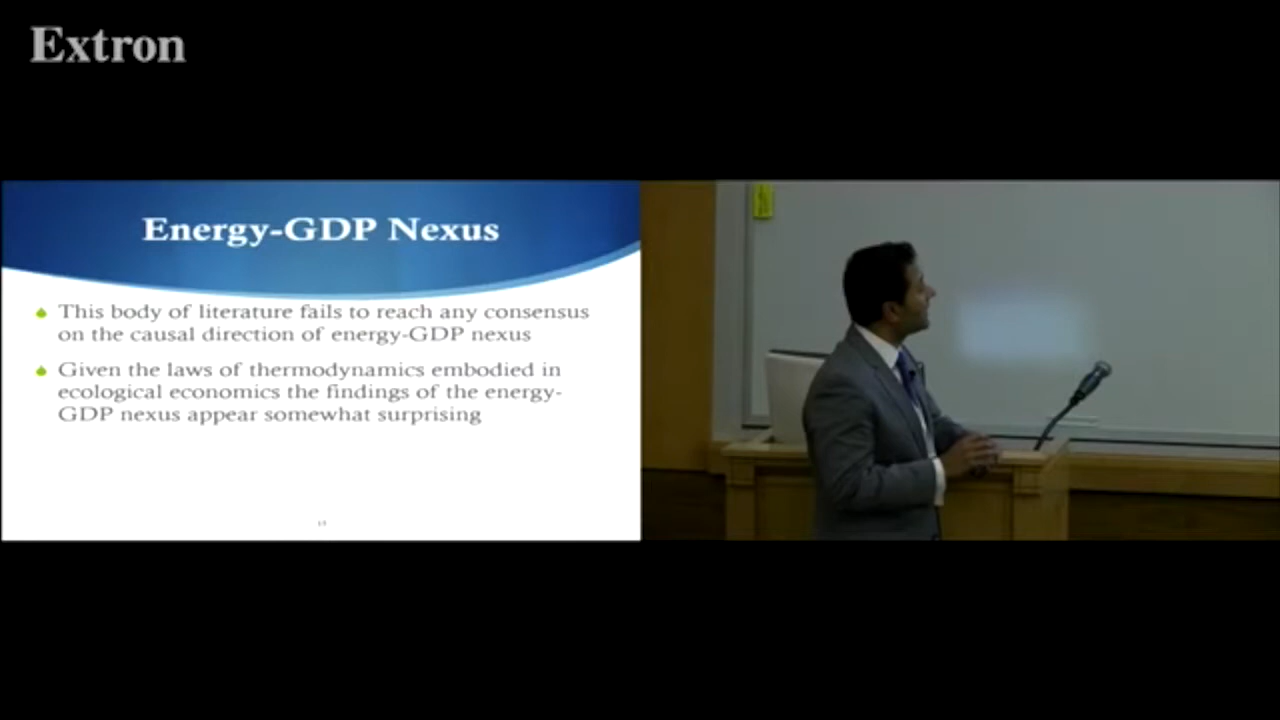 Extron
Energy-GDP Nexus
This body of literature fails to reach any consensus
on the causal direction of energy-GDP nexus
Given the laws of thermodynamics embodied in
ecological economics the findings of the energy-
GDP nexus appear somewhat surprising